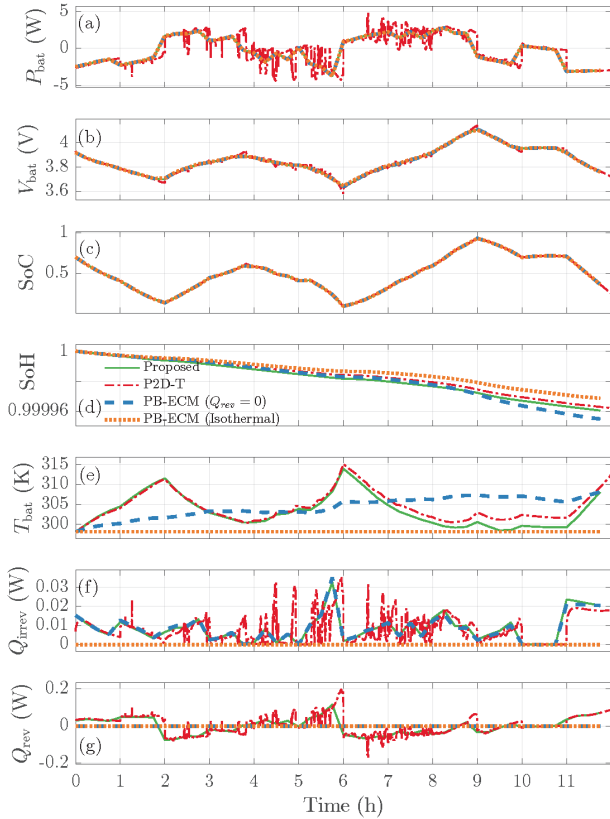 (a)
P_bat (W)
0
-5
(b)
V_bat (V)
4
3.8
3.6
(c)
SoC
1
0.5
SoH
1
0.99996
(d)
Proposed
P2D-T
PB-ECM (Q_rev = 0)
PB-ECM (Isothermal)
(e)
T_bat (K)
315
310
305
300
(f)
Q_irrev (W)
0.03
0.02
0.01
0
(g)
Q_rev (W)
0.2
0
-0.2
0 1 2 3 4 5 6 7 8 9 10 11
Time (h)